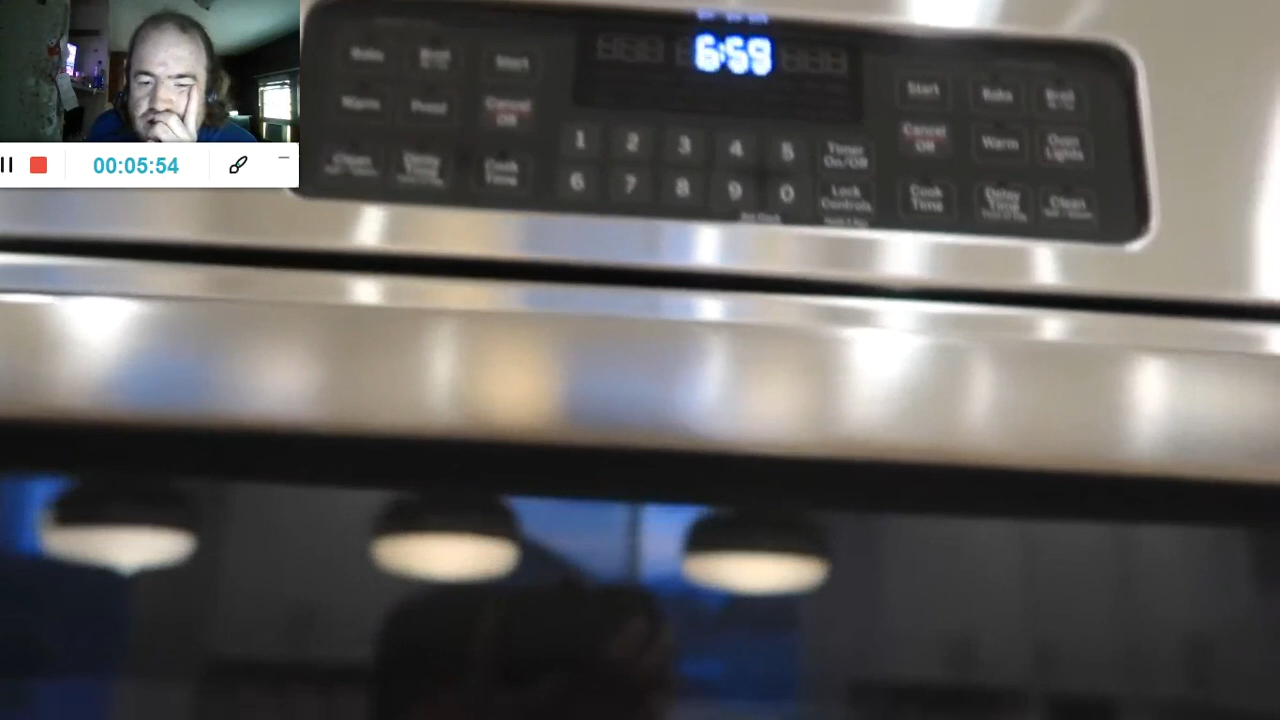 6:59
Bake Broil Start
Start Bake Broil
Warm Proof Cancel
Off
Cancel
Off Warm Oven
Lights
1 2 3 4 5 Timer
On/Off
Clean Delay
Time Cook
Time
6 7 8 9 0 Lock
Controls
Cook
Time Delay
Time Clean
Set Clock
00:05:54